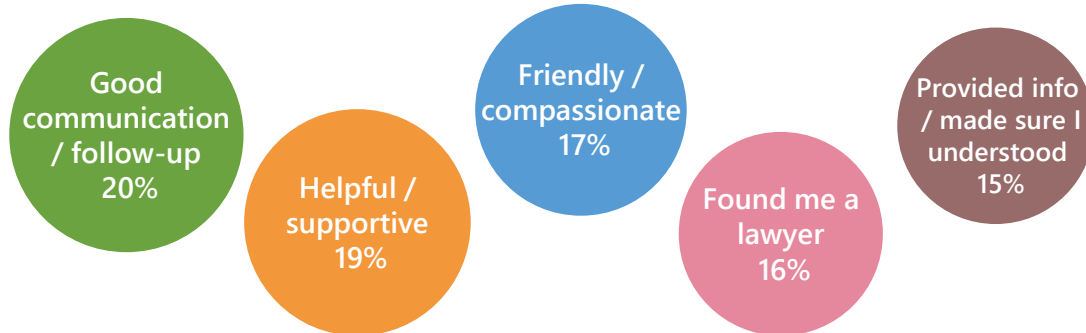 Good
communication
/ follow-up
20%
Helpful /
supportive
19%
Friendly /
compassionate
17%
Found me a
lawyer
16%
Provided info
/ made sure I
understood
15%